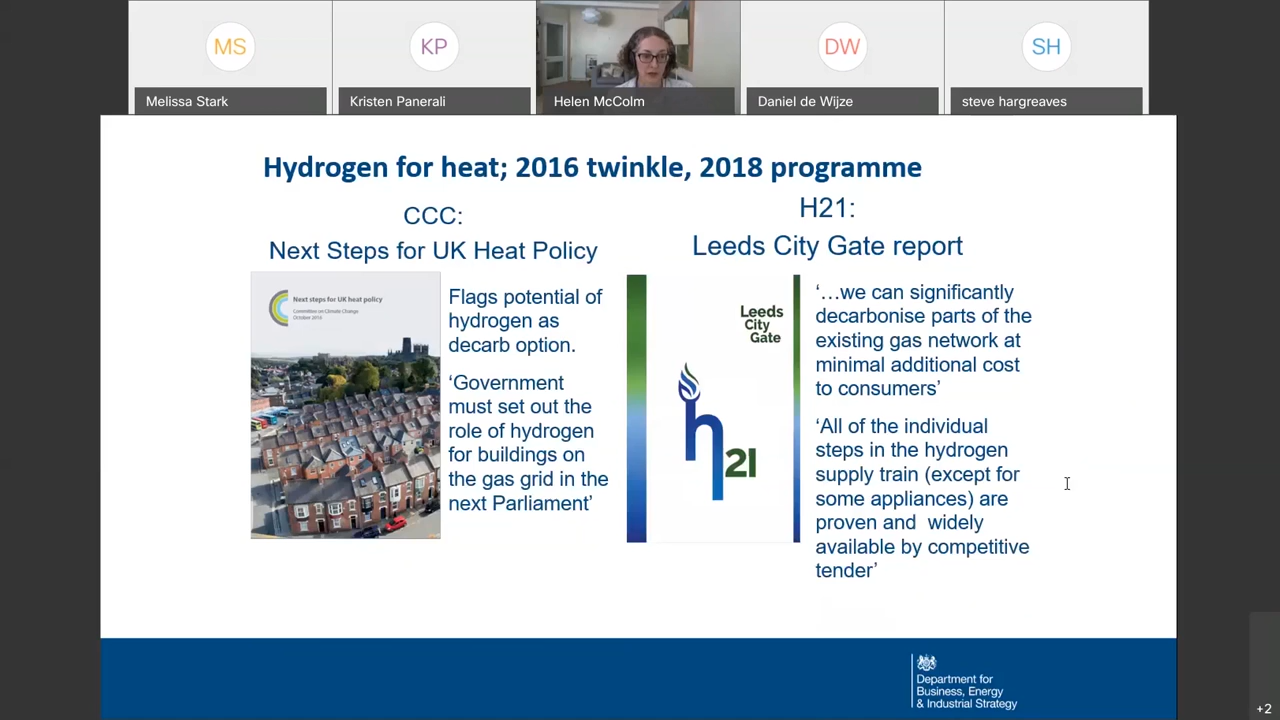 MS
KP
DW
SH
Melissa Stark
Kristen Panerali
Helen McColm
Daniel de Wijze
steve hargreaves
Hydrogen for heat; 2016 twinkle, 2018 programme
CCC:
Next Steps for UK Heat Policy
Next steps for UK heat policy
Committee on Climate Change
October 2016
Flags potential of
hydrogen as
decarb option.
‘Government
must set out the
role of hydrogen
for buildings on
the gas grid in the
next Parliament’
H21:
Leeds City Gate report
Leeds
City
Gate
h21
‘…we can significantly
decarbonise parts of the
existing gas network at
minimal additional cost
to consumers’
‘All of the individual
steps in the hydrogen
supply train (except for
some appliances) are
proven and widely
available by competitive
tender’
Department for
Business, Energy
& Industrial Strategy
+2